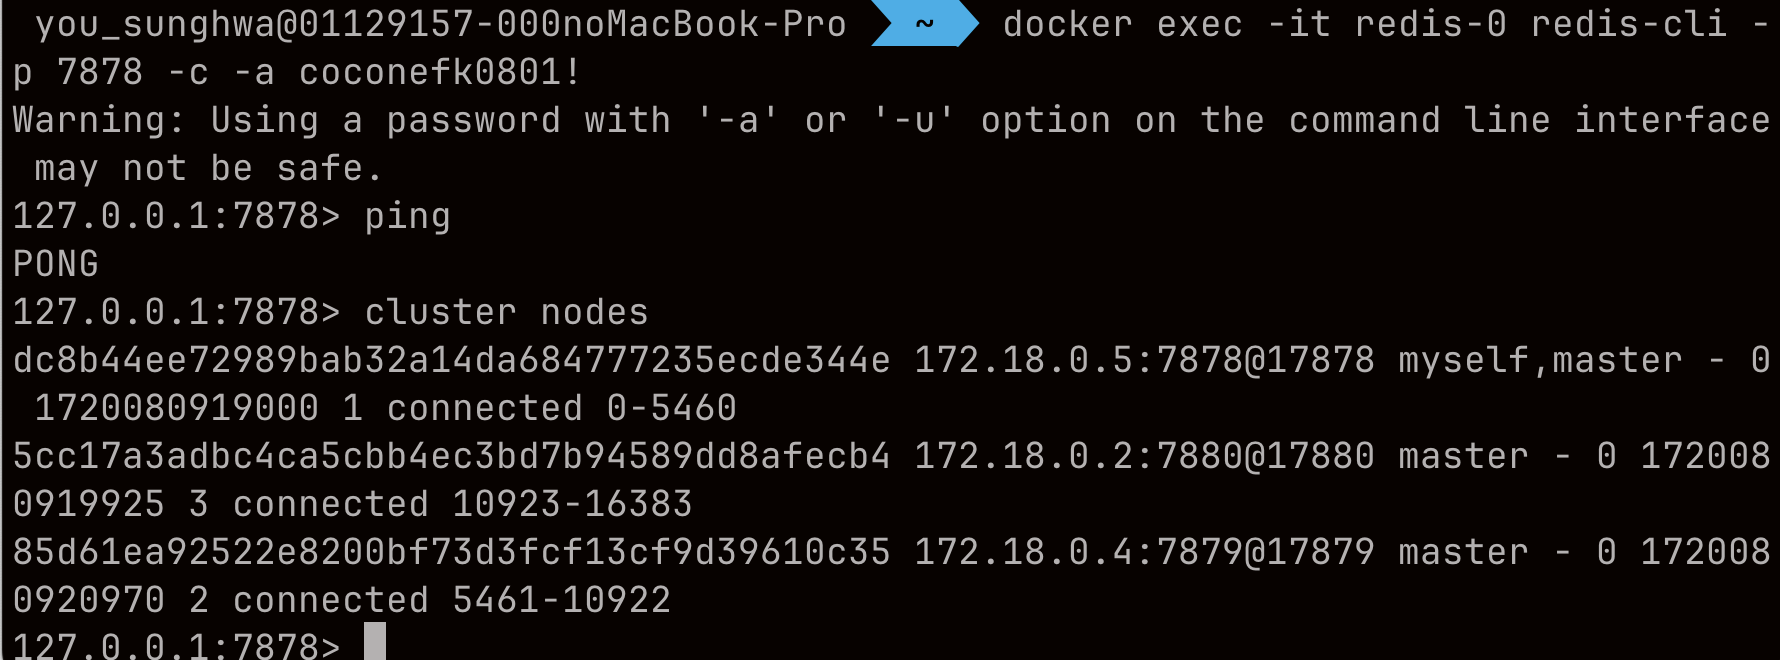 you_sunghwa@01129157-000noMacBook-Pro ~ docker exec -it redis-0 redis-cli -
p 7878 -c -a coconefk0801!
Warning: Using a password with '-a' or '-u' option on the command line interface
may not be safe.
127.0.0.1:7878> ping
PONG
127.0.0.1:7878> cluster nodes
dc8b44ee72989bab32a14da684777235ecde344e 172.18.0.5:7878@17878 myself,master - 0
1720080919000 1 connected 0-5460
5cc17a3adbc4ca5cbb4ec3bd7b94589dd8afecb4 172.18.0.2:7880@17880 master - 0 172008
0919925 3 connected 10923-16383
85d61ea92522e8200bf73d3fcf13cf9d39610c35 172.18.0.4:7879@17879 master - 0 172008
0920970 2 connected 5461-10922
127.0.0.1:7878>